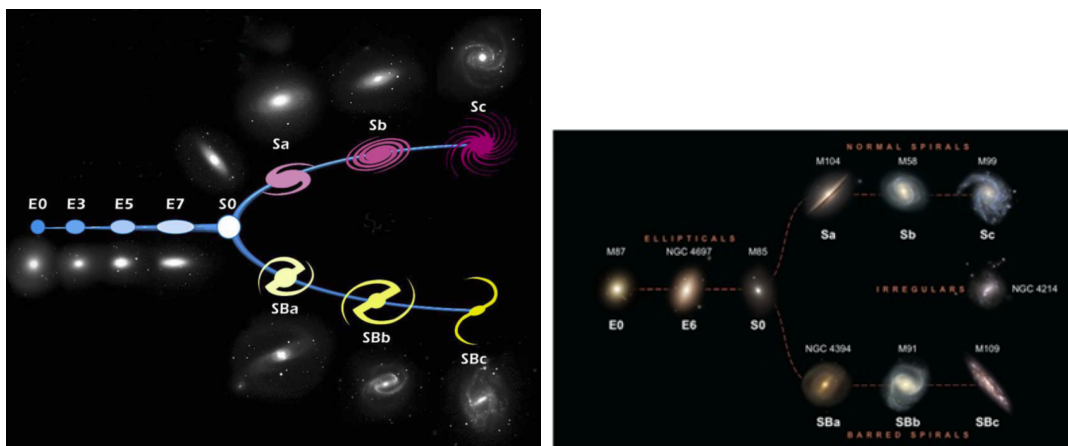 Sc
Sb
Sa
E0 E3 E5 E7 S0
SBa
SBb
SBc
NORMAL SPIRALS
M104 M58 M99
Sa Sb Sc
ELLIPTICALS
M87 NGC 4697 M85
IRREGULARS NGC 4214
E0 E6 S0
NGC 4394 M91 M109
SBa SBb SBc
BARRED SPIRALS